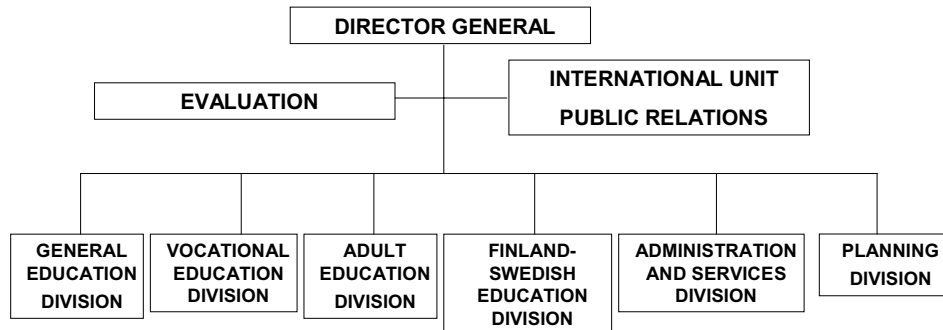 DIRECTOR GENERAL
EVALUATION
INTERNATIONAL UNIT
PUBLIC RELATIONS
GENERAL
EDUCATION
DIVISION
VOCATIONAL
EDUCATION
DIVISION
ADULT
EDUCATION
DIVISION
FINLAND-
SWEDISH
EDUCATION
DIVISION
ADMINISTRATION
AND SERVICES
DIVISION
PLANNING
DIVISION